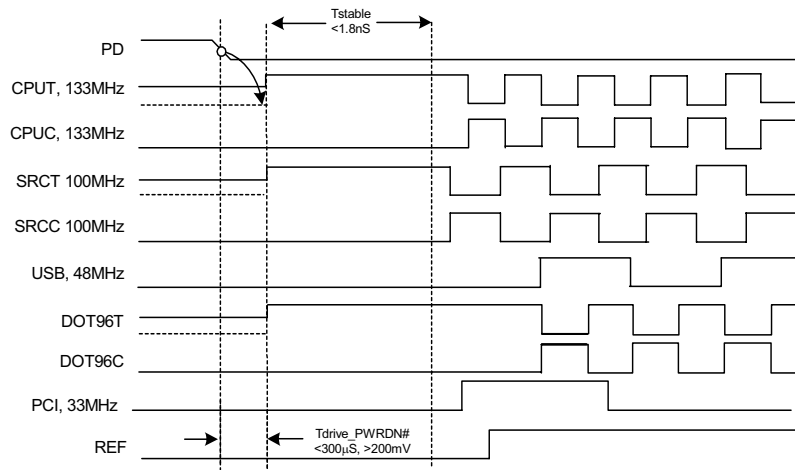 Tstable
<1.8nS
PD
CPUT, 133MHz
CPUC, 133MHz
SRCT 100MHz
SRCC 100MHz
USB, 48MHz
DOT96T
DOT96C
PCI, 33MHz
REF
Tdrive_PWRDN#
<300μS, >200mV